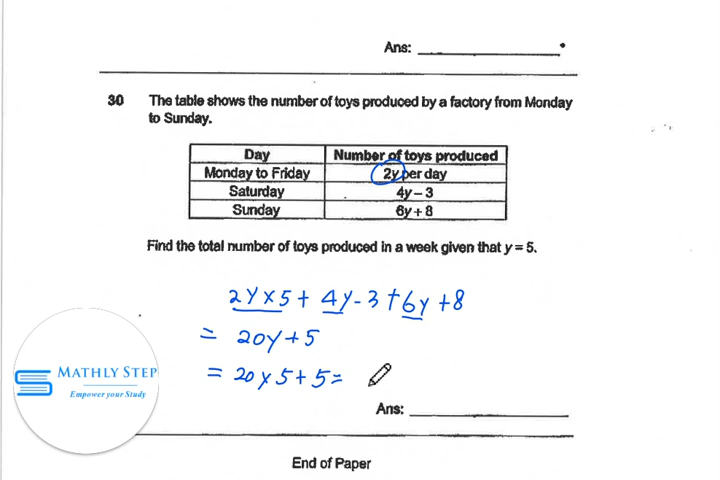 Ans:
30 The table shows the number of toys produced by a factory from Monday
to Sunday.
Day Number of toys produced
Monday to Friday 2y per day
Saturday 4y – 3
Sunday 6y + 8
Find the total number of toys produced in a week given that y = 5.
2y x 5 + 4y - 3 + 6y + 8
= 20y + 5
= 20 x 5 + 5 =
MATHLY STEP
Empower your Study
Ans:
End of Paper